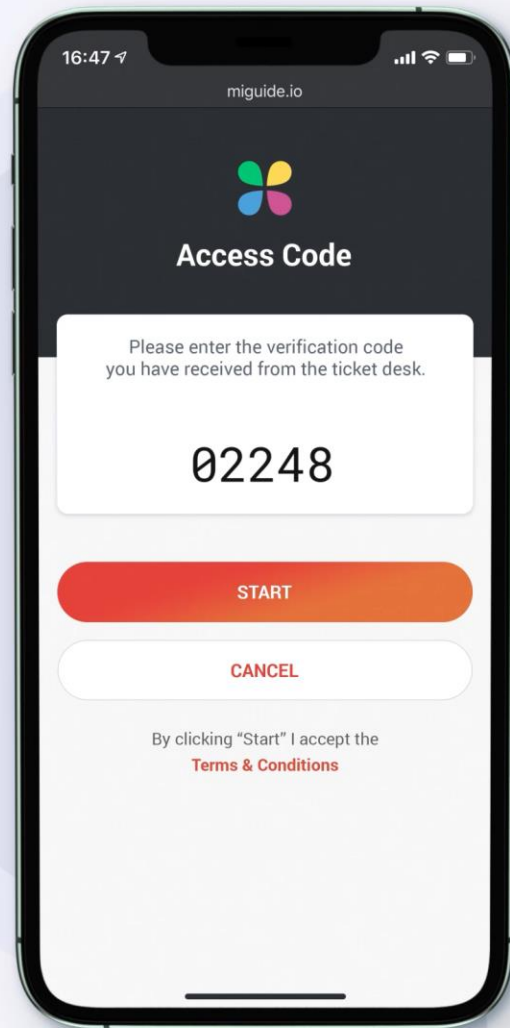 16:47
miguide.io
Access Code
Please enter the verification code
you have received from the ticket desk.
02248
START
CANCEL
By clicking “Start” I accept the
Terms & Conditions